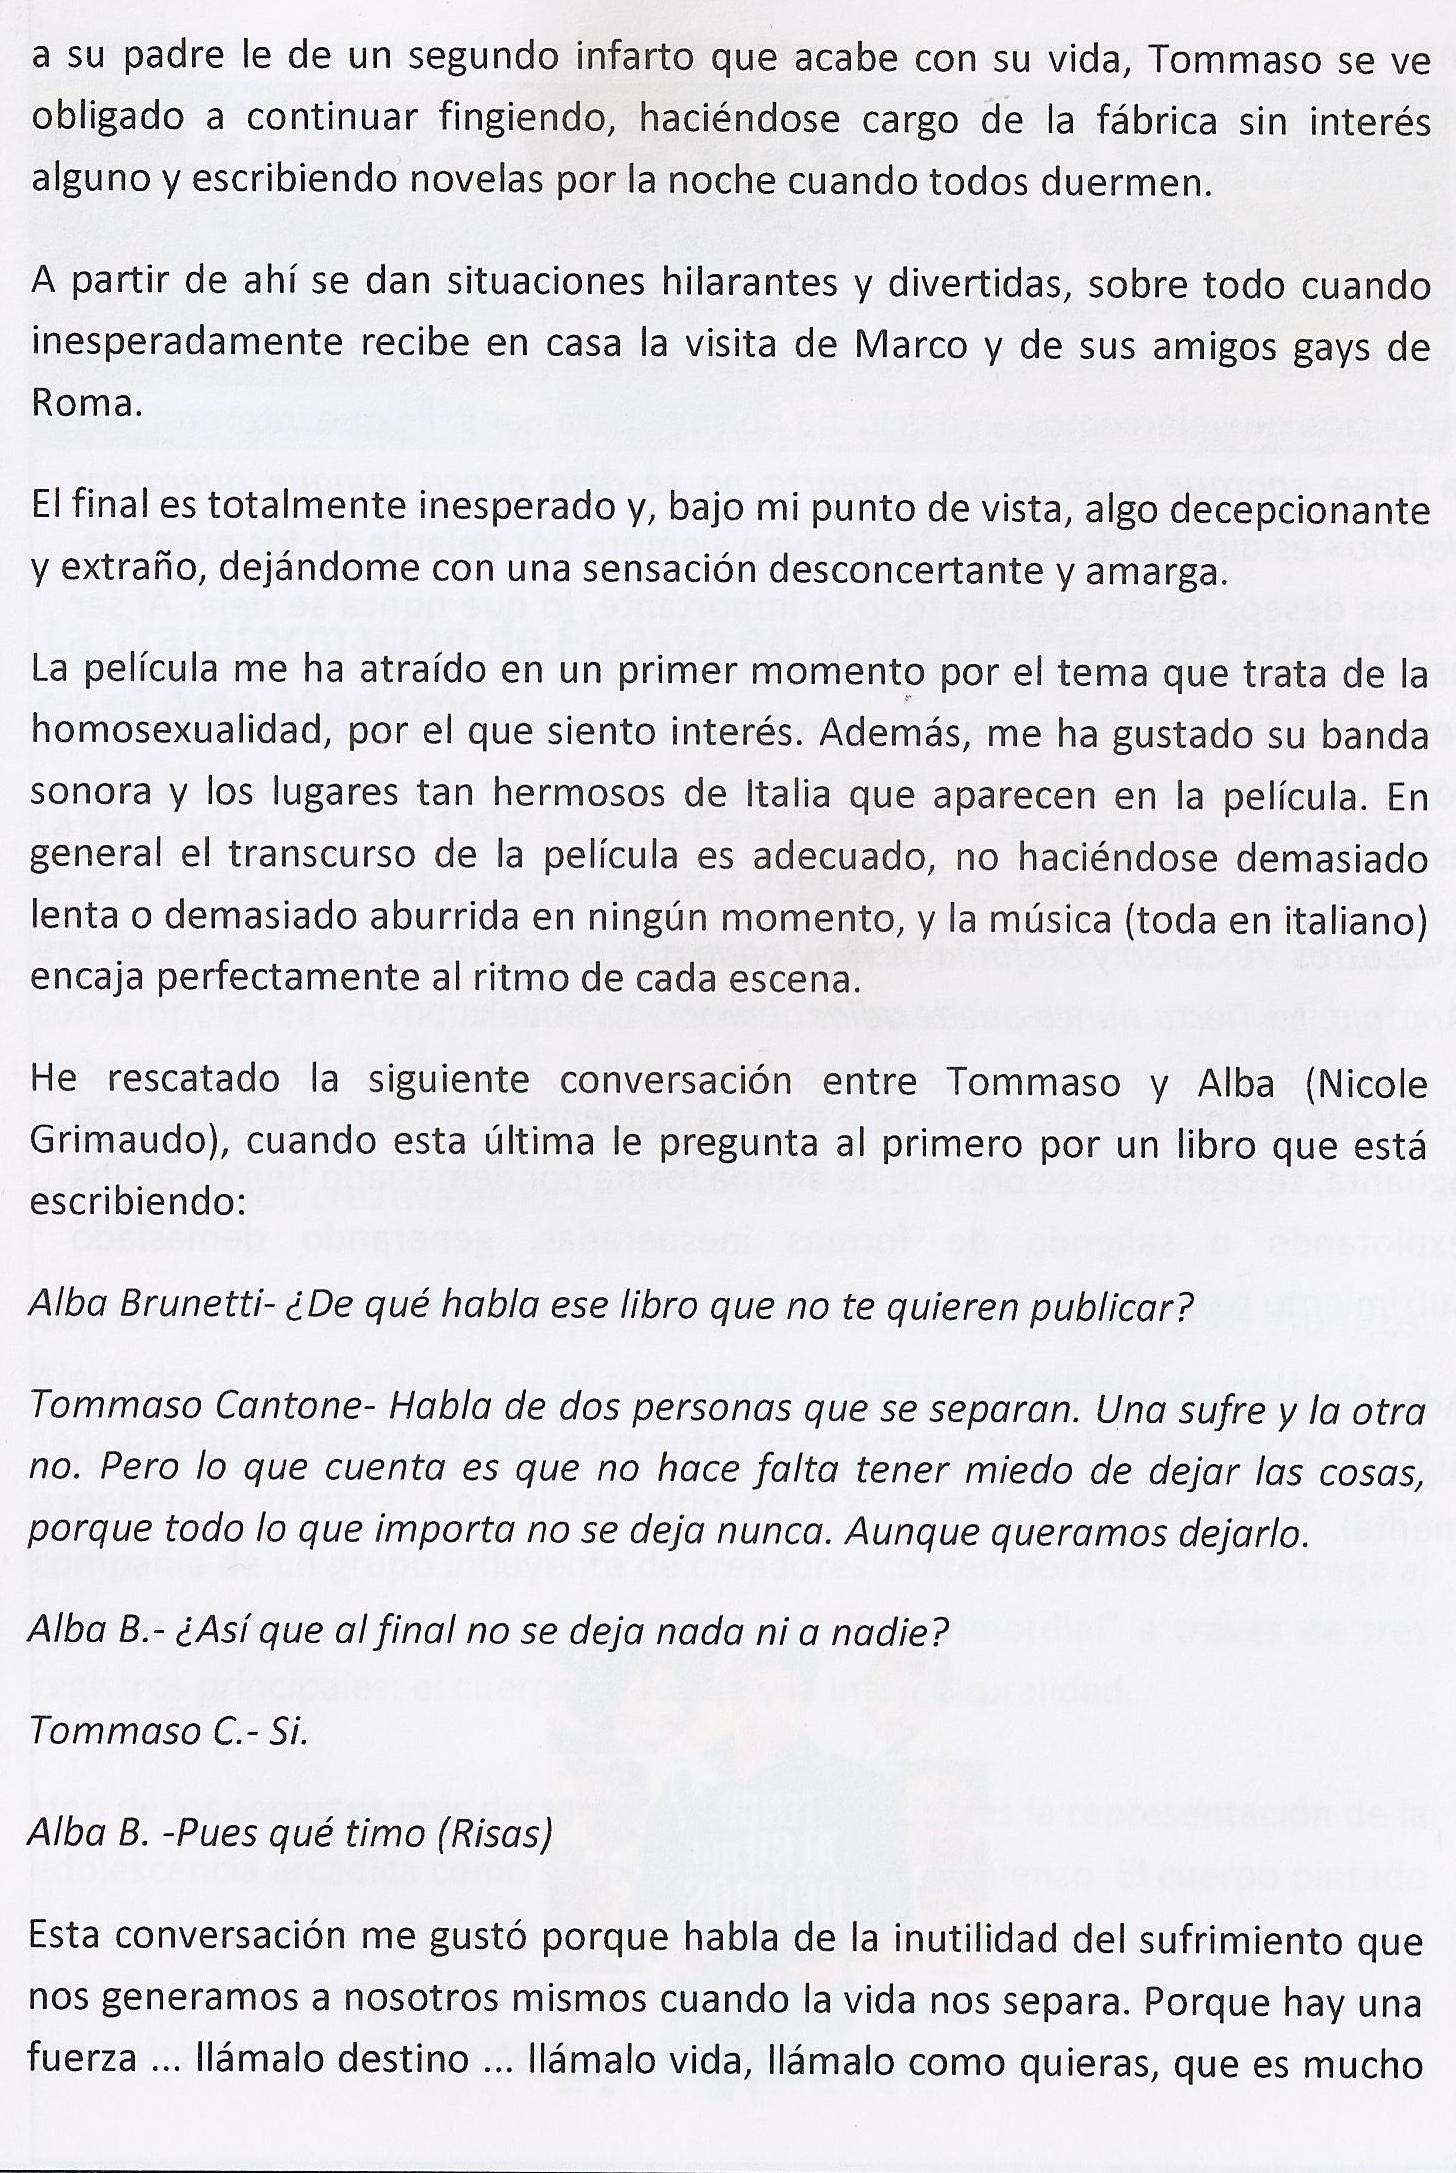 a su padre le de un segundo infarto que acabe con su vida, Tommaso se ve
obligado a continuar fingiendo, haciéndose cargo de la fábrica sin interés
alguno y escribiendo novelas por la noche cuando todos duermen.
A partir de ahí se dan situaciones hilarantes y divertidas, sobre todo cuando
inesperadamente recibe en casa la visita de Marco y de sus amigos gays de
Roma.
El final es totalmente inesperado y, bajo mi punto de vista, algo decepcionante
y extraño, dejándome con una sensación desconcertante y amarga.
La película me ha atraído en un primer momento por el tema que trata de la
homosexualidad, por el que siento interés. Además, me ha gustado su banda
sonora y los lugares tan hermosos de Italia que aparecen en la película. En
general el transcurso de la película es adecuado, no haciéndose demasiado
lenta o demasiado aburrida en ningún momento, y la música (toda en italiano)
encaja perfectamente al ritmo de cada escena.
He rescatado la siguiente conversación entre Tommaso y Alba (Nicole
Grimaudo), cuando esta última le pregunta al primero por un libro que está
escribiendo:
Alba Brunetti- ¿De qué habla ese libro que no te quieren publicar?
Tommaso Cantone- Habla de dos personas que se separan. Una sufre y la otra
no. Pero lo que cuenta es que no hace falta tener miedo de dejar las cosas,
porque todo lo que importa no se deja nunca. Aunque queramos dejarlo.
Alba B.- ¿Así que al final no se deja nada ni a nadie?
Tommaso C.- Si.
Alba B. -Pues qué timo (Risas)
Esta conversación me gustó porque habla de la inutilidad del sufrimiento que
nos generamos a nosotros mismos cuando la vida nos separa. Porque hay una
fuerza ... llámalo destino ... llámalo vida, llámalo como quieras, que es mucho